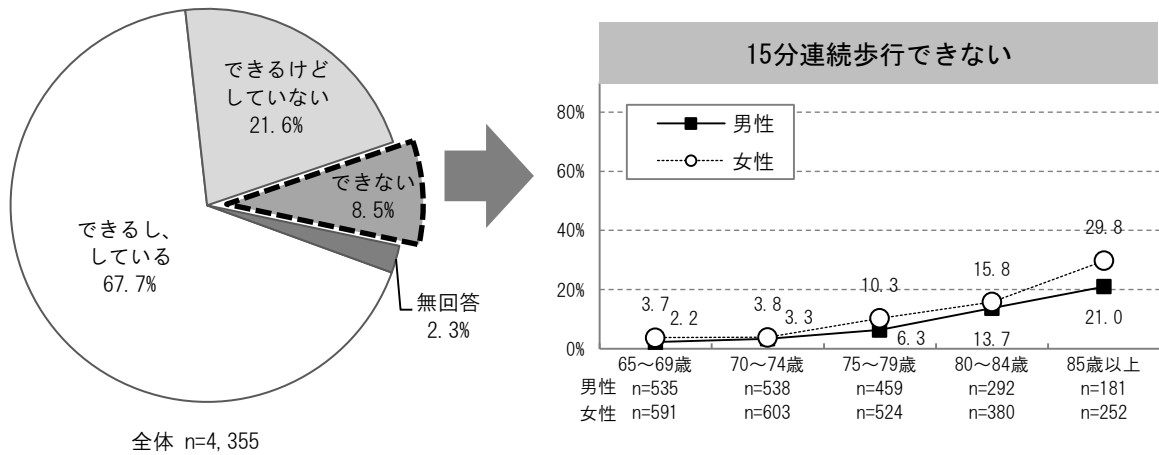 できるけど
していない
21.6%
できない
8.5%
できるし、
している
67.7%
無回答
2.3%
全体 n=4,355
15分連続歩行できない
男性
女性
80%
60%
40%
20%
0%
3.7
2.2
3.8
3.3
10.3
6.3
15.8
13.7
29.8
21.0
65～69歳 70～74歳 75～79歳 80～84歳 85歳以上
男性 n=535 n=538 n=459 n=292 n=181
女性 n=591 n=603 n=524 n=380 n=252